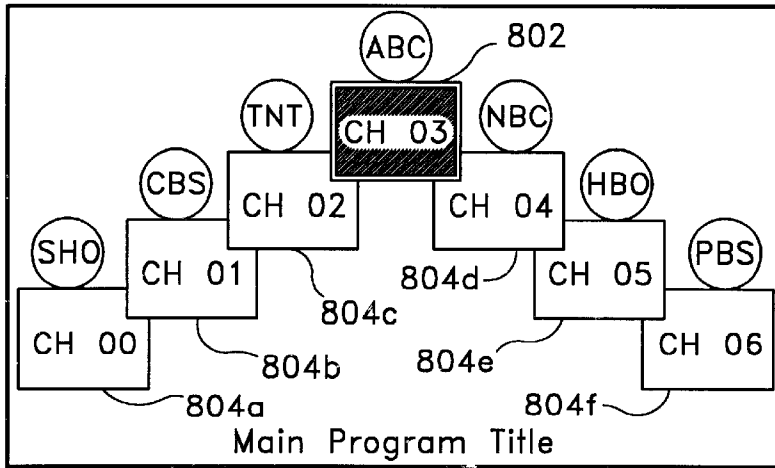 ABC
802
TNT
CH 03
NBC
CBS
CH 02
CH 04
HBO
SHO
CH 01
804d
CH 05
PBS
804c
CH 00
804b
804e
CH 06
804a
804f
Main Program Title